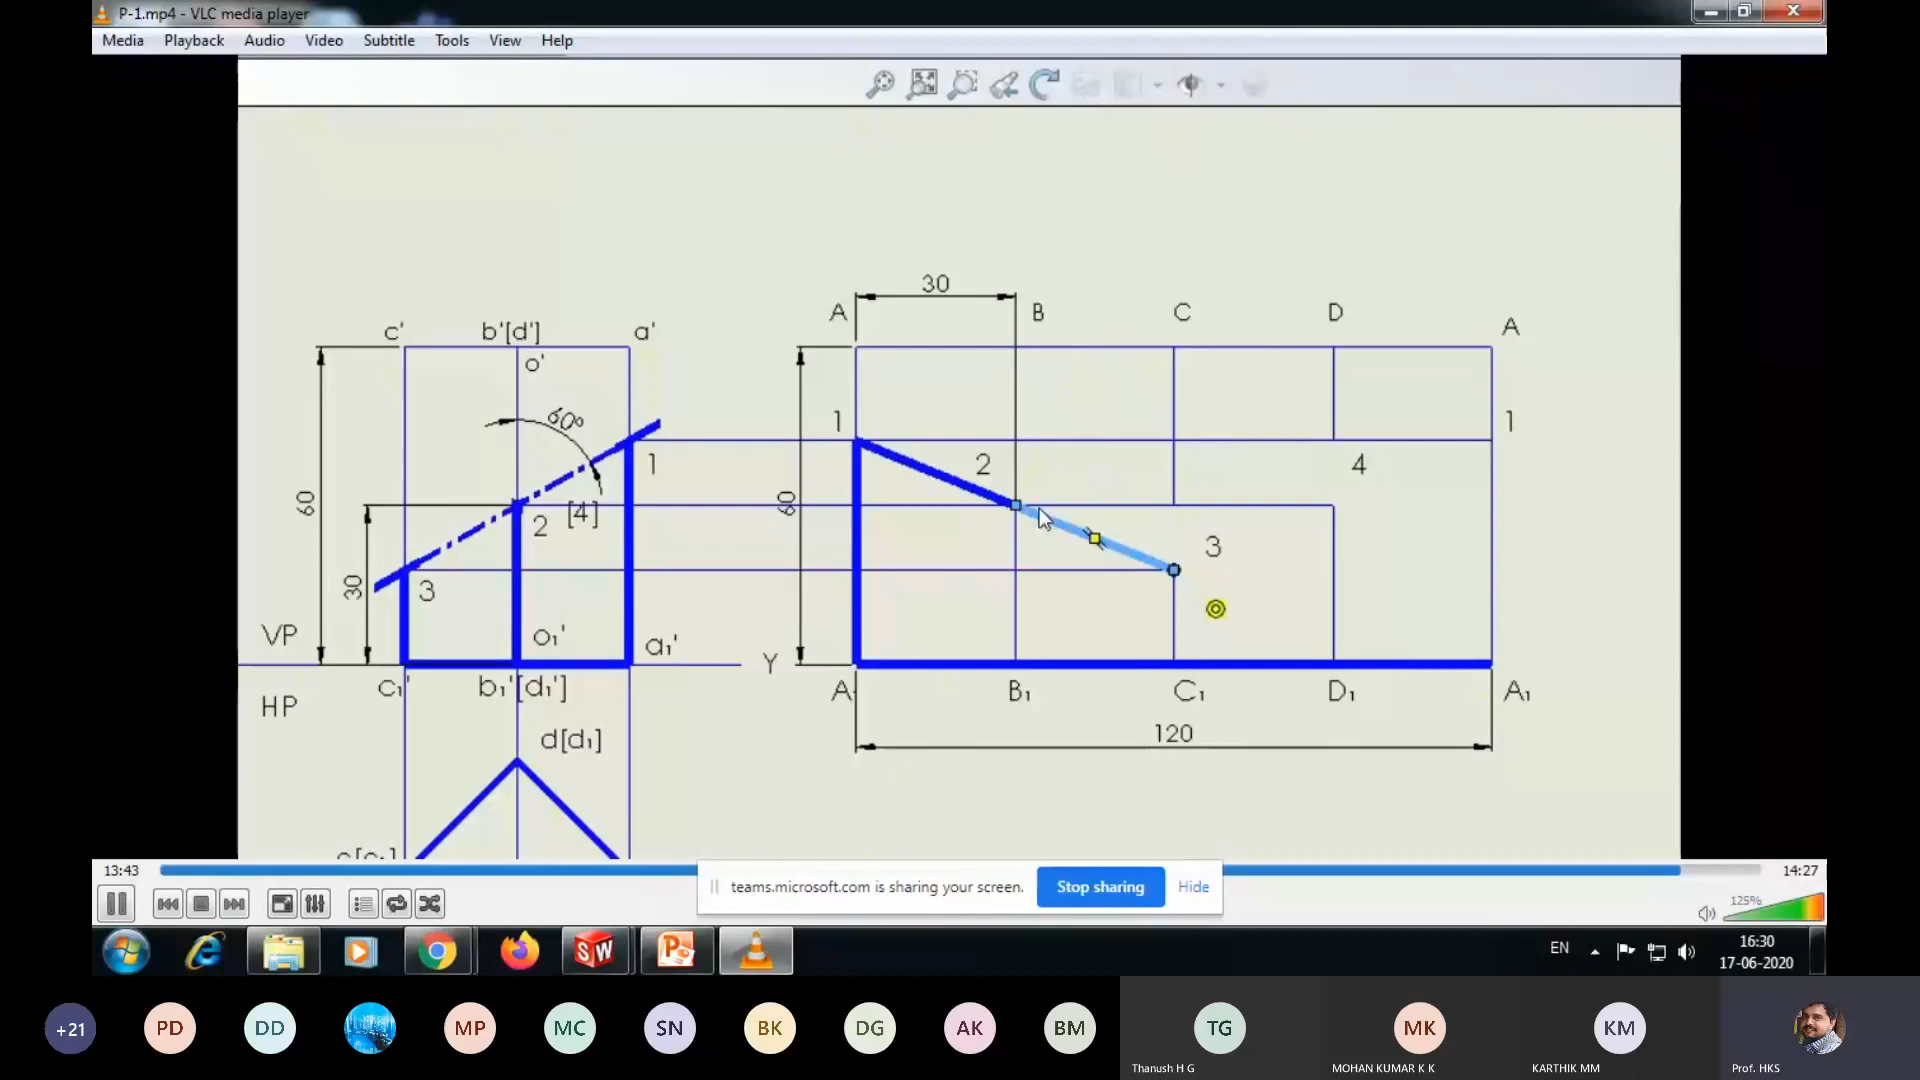 P-1.mp4 - VLC media player
Media Playback Audio Video Subtitle Tools View Help
30
A B C D A
c' b'[d'] a'
o'
60°
1 1 1
2 4
60 60
2 [4]
3
30 3
VP o₁' a₁' Y
c₁' b₁'[d₁'] A B₁ C₁ D₁ A₁
HP
d[d₁] 120
c[c₁]
13:43 14:27
teams.microsoft.com is sharing your screen. Stop sharing Hide
125%
SW P
EN 16:30
17-06-2020
+21 PD DD MP MC SN BK DG AK BM TG MK KM
Thanush H G MOHAN KUMAR K K KARTHIK MM Prof. HKS